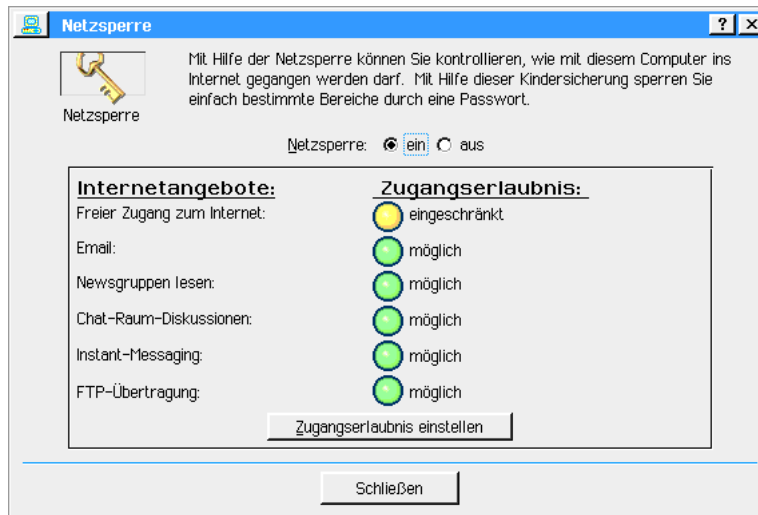 Netzsperre
?
×
Mit Hilfe der Netzsperre können Sie kontrollieren, wie mit diesem Computer ins
Internet gegangen werden darf. Mit Hilfe dieser Kindersicherung sperren Sie
einfach bestimmte Bereiche durch eine Passwort.
Netzsperre
Netzsperre: ein aus
Internetangebote: Zugangserlaubnis:
Freier Zugang zum Internet: eingeschränkt
Email: möglich
Newsgruppen lesen: möglich
Chat-Raum-Diskussionen: möglich
Instant-Messaging: möglich
FTP-Übertragung: möglich
Zugangserlaubnis einstellen
Schließen